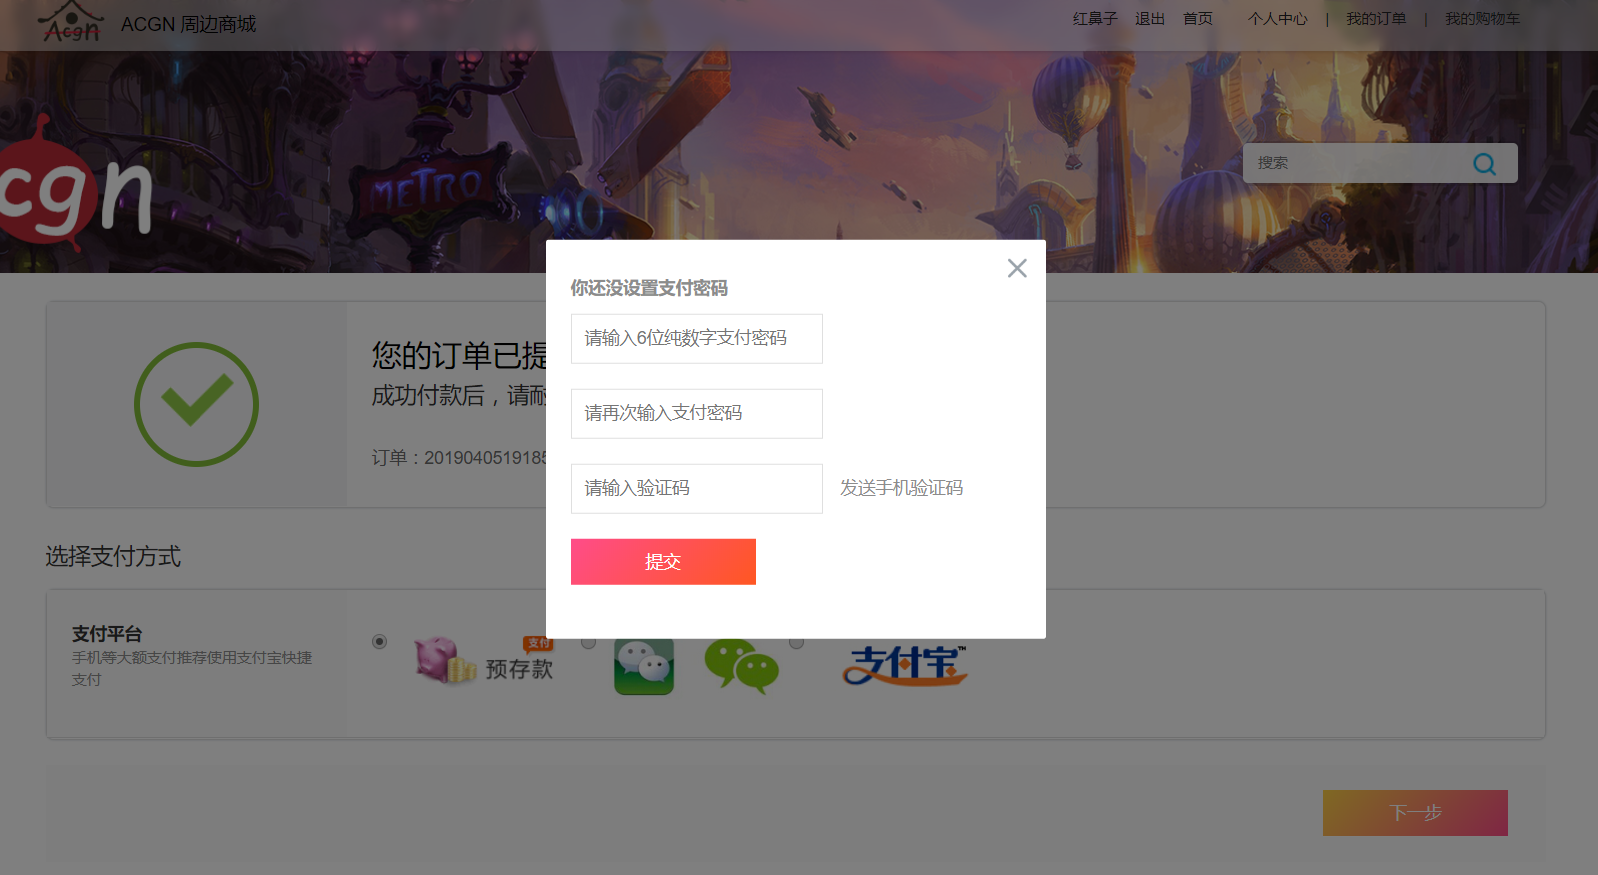 Acgn
ACGN 周边商城
红鼻子 退出 首页 个人中心 | 我的订单 | 我的购物车
METRO
cgn
搜索
你还没设置支付密码
请输入6位纯数字支付密码
请再次输入支付密码
请输入验证码 发送手机验证码
提交
您的订单已提
成功付款后，请耐
订单：2019040519185
选择支付方式
支付平台
手机等大额支付推荐使用支付宝快捷
支付
支付
预存款
支付宝™
下一步